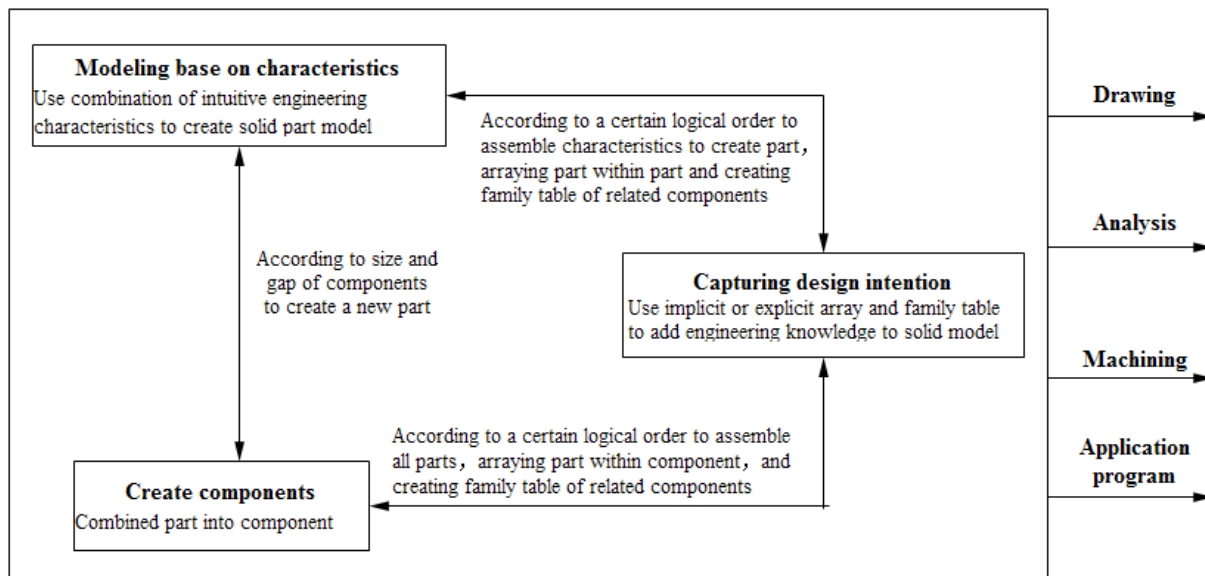 Modeling base on characteristics
Use combination of intuitive engineering
characteristics to create solid part model
According to a certain logical order to
assemble characteristics to create part，
arraying part within part and creating
family table of related components
According to size and
gap of components
to create a new part
Capturing design intention
Use implicit or explicit array and family table
to add engineering knowledge to solid model
According to a certain logical order to assemble
all parts，arraying part within component，and
creating family table of related components
Create components
Combined part into component
Drawing
Analysis
Machining
Application
program